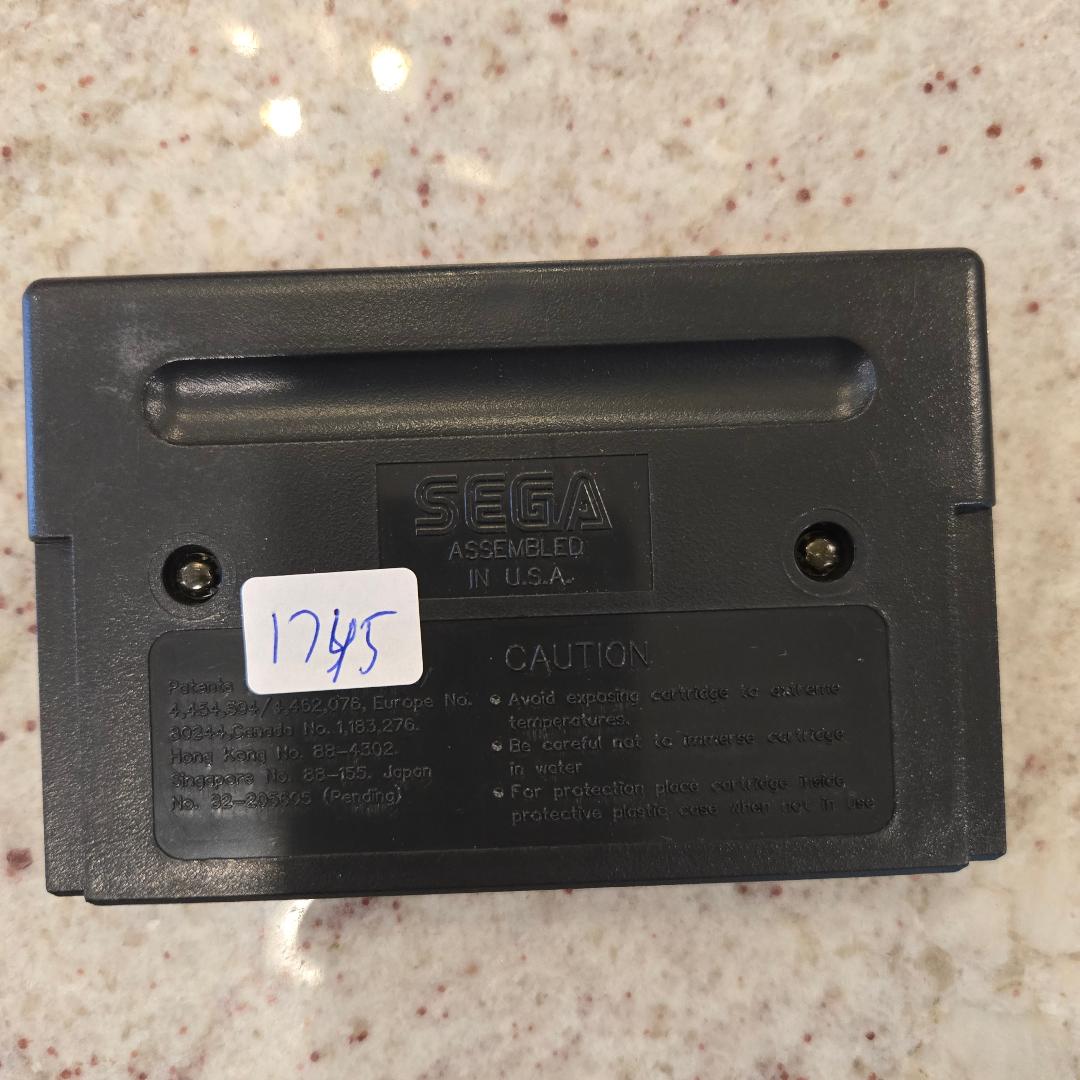 SEGA
ASSEMBLED
IN U.S.A.
1745
CAUTION
Patents
4,454,594/4,462,076, Europe No.
80244, Canada No. 1,183,276.
Hong Kong No. 88-4302.
Singapore No. 88-155. Japan
No. 82-205605 (Pending)
Avoid exposing cartridge to extreme
temperatures.
Be careful not to immerse cartridge
in water
For protection place cartridge inside
protective plastic case when not in use